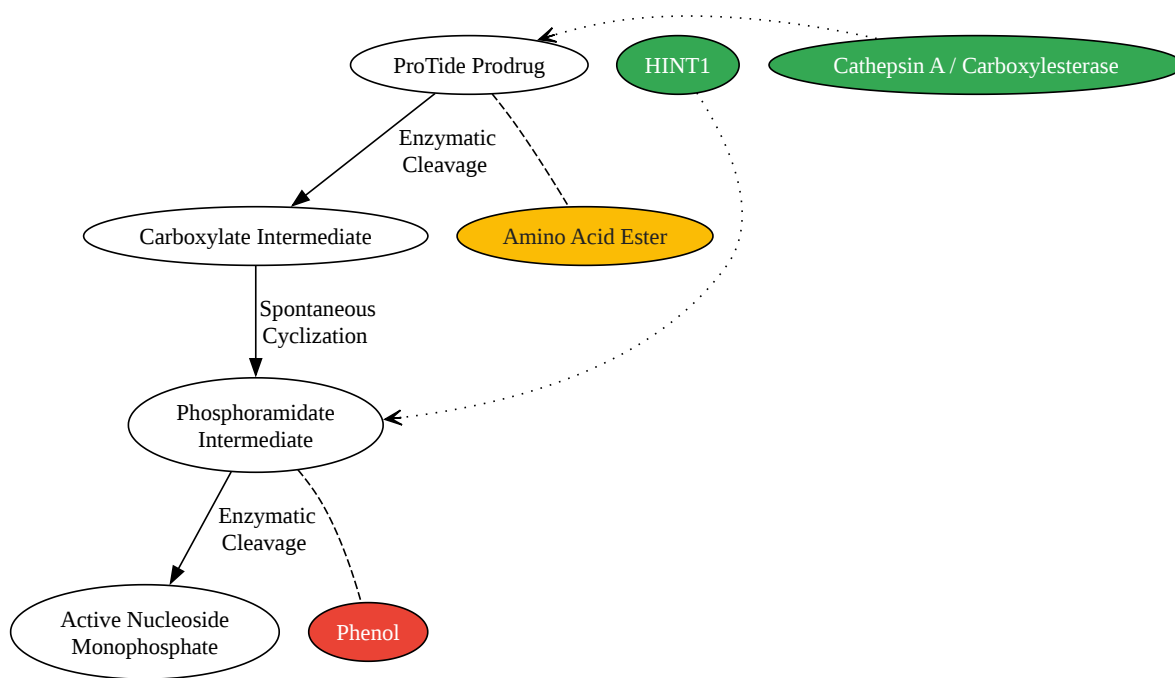 ProTide Prodrug
HINT1
Cathepsin A / Carboxylesterase
Enzymatic
Cleavage
Carboxylate Intermediate
Amino Acid Ester
Spontaneous
Cyclization
Phosphoramidate
Intermediate
Enzymatic
Cleavage
Active Nucleoside
Monophosphate
Phenol